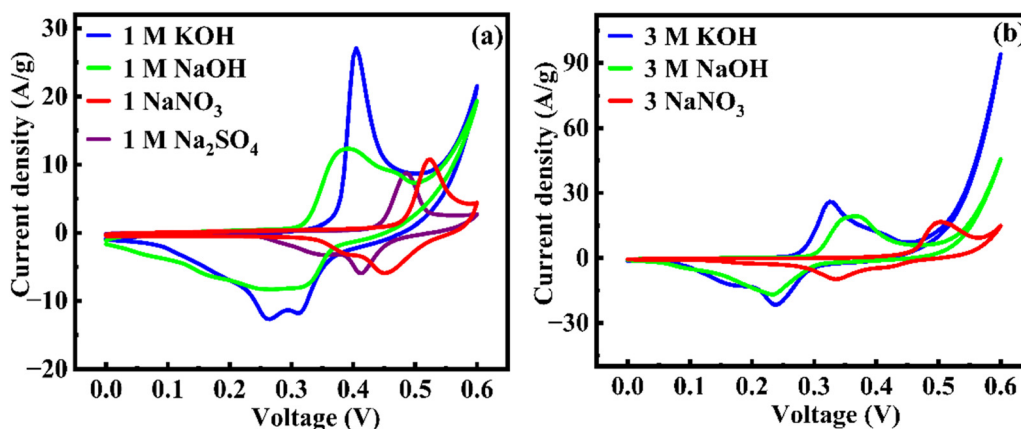 (a)
1 M KOH
1 M NaOH
1 NaNO₃
1 M Na₂SO₄
Current density (A/g)
30
20
10
0
−10
−20
0.0 0.1 0.2 0.3 0.4 0.5 0.6
Voltage (V)
(b)
3 M KOH
3 M NaOH
3 NaNO₃
Current density (A/g)
90
60
30
0
−30
0.0 0.1 0.2 0.3 0.4 0.5 0.6
Voltage (V)